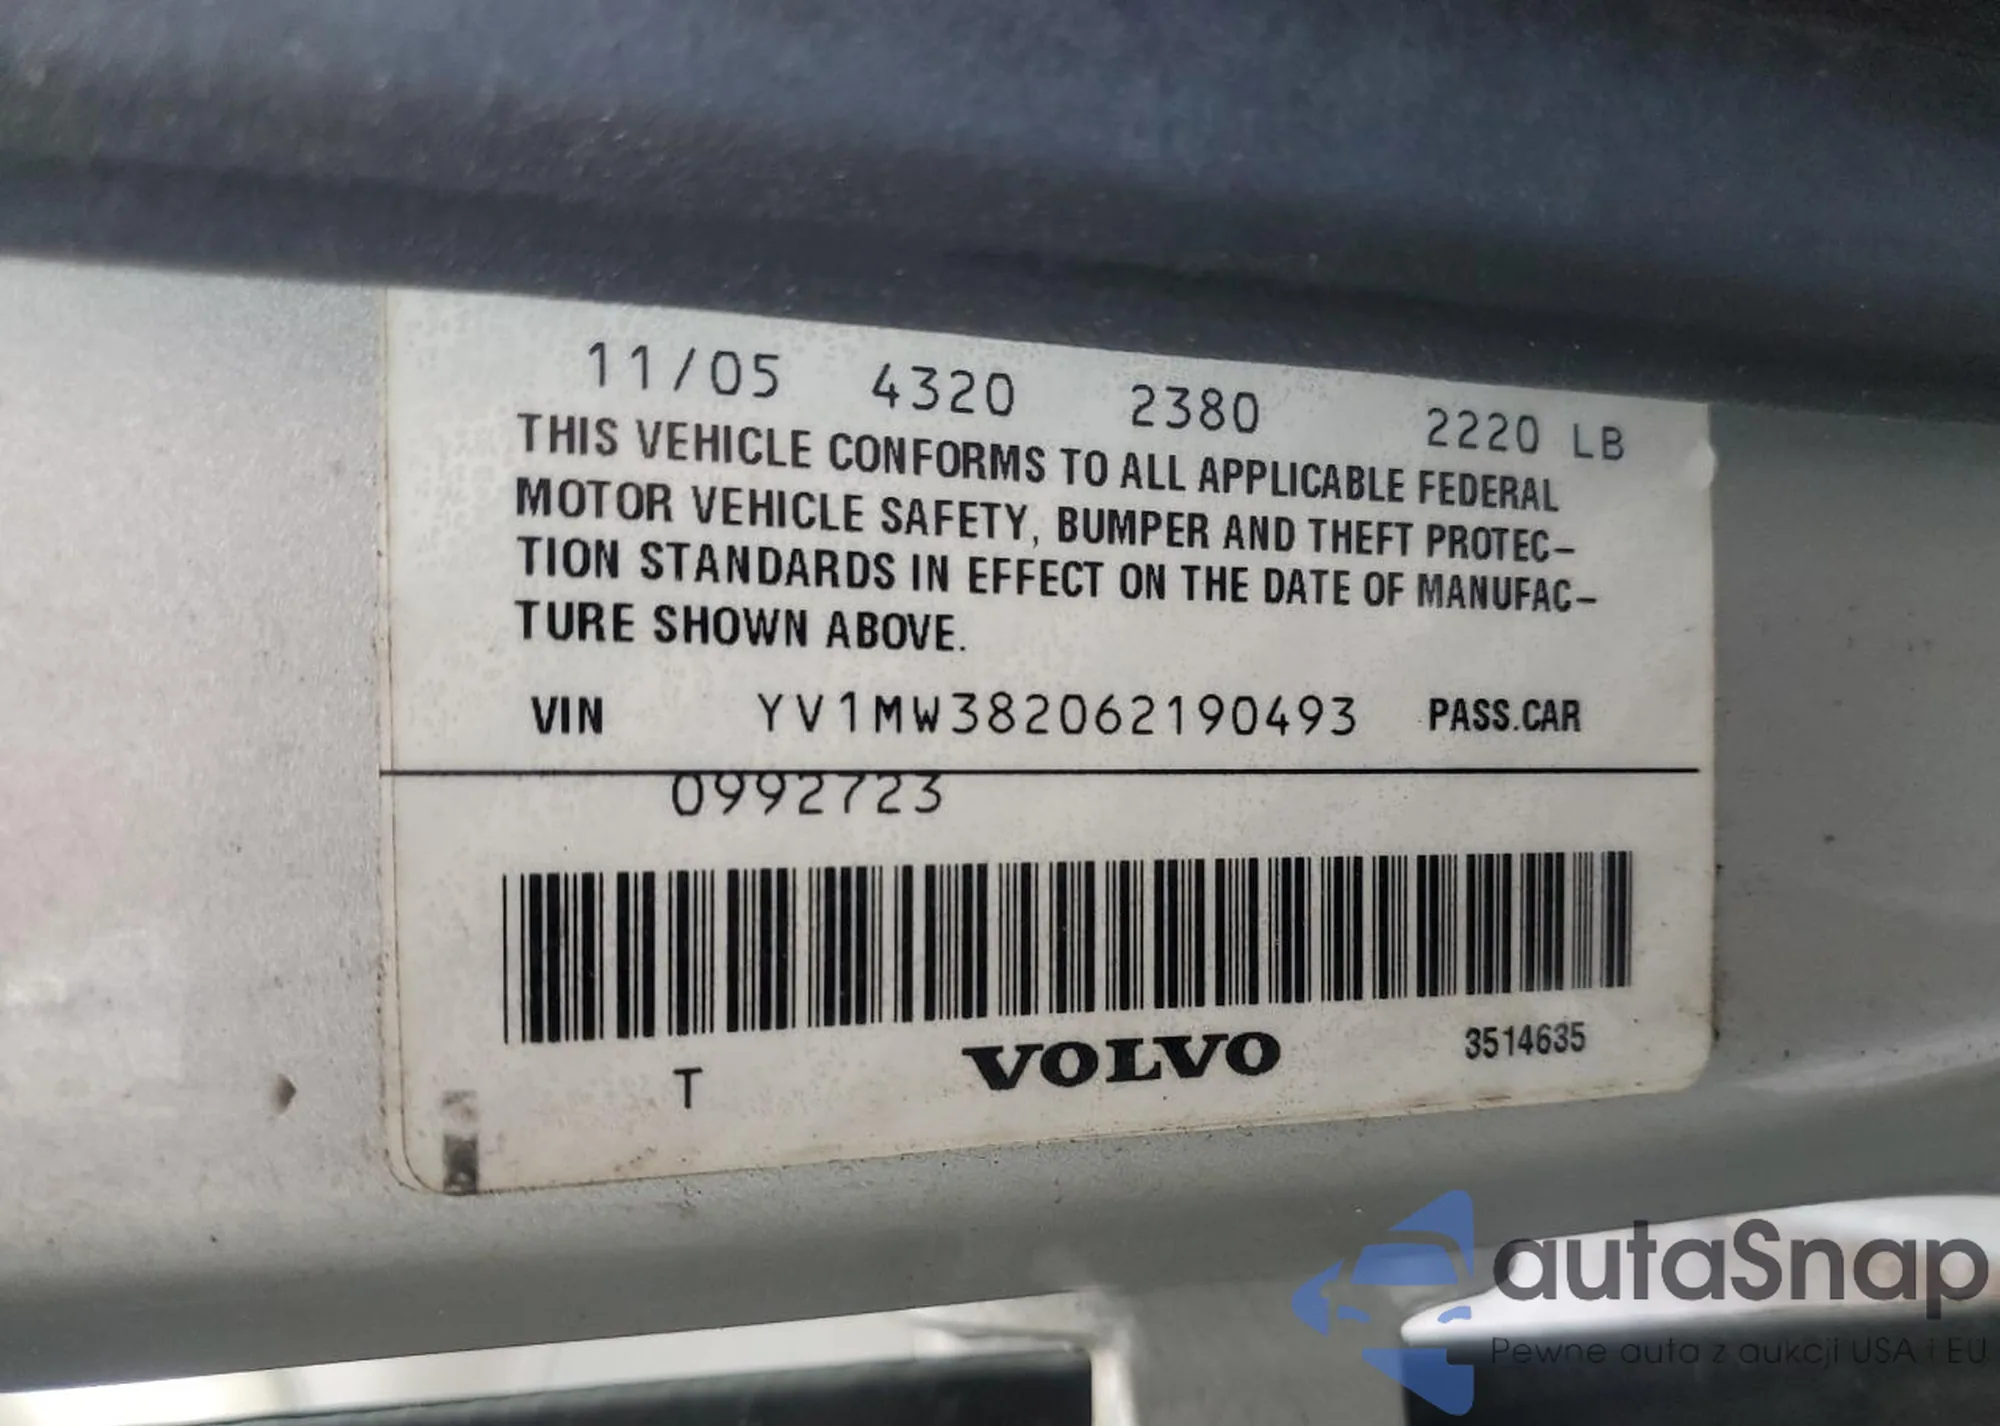 11/05 4320 2380 2220 LB
THIS VEHICLE CONFORMS TO ALL APPLICABLE FEDERAL
MOTOR VEHICLE SAFETY, BUMPER AND THEFT PROTEC-
TION STANDARDS IN EFFECT ON THE DATE OF MANUFAC-
TURE SHOWN ABOVE.
VIN YV1MW382062190493 PASS.CAR
0992723
T VOLVO 3514635
autaSnap
Pewne auta z aukcji USA i EU